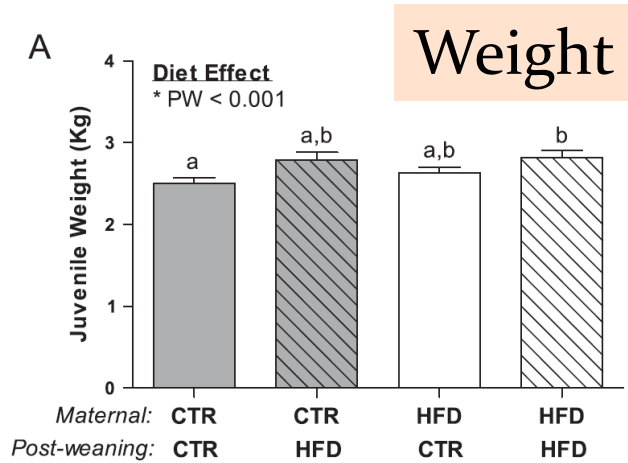 A
Weight
Diet Effect
* PW < 0.001
Juvenile Weight (Kg)
4
3
2
1
0
a
a,b
a,b
b
Maternal: CTR CTR HFD HFD
Post-weaning: CTR HFD CTR HFD